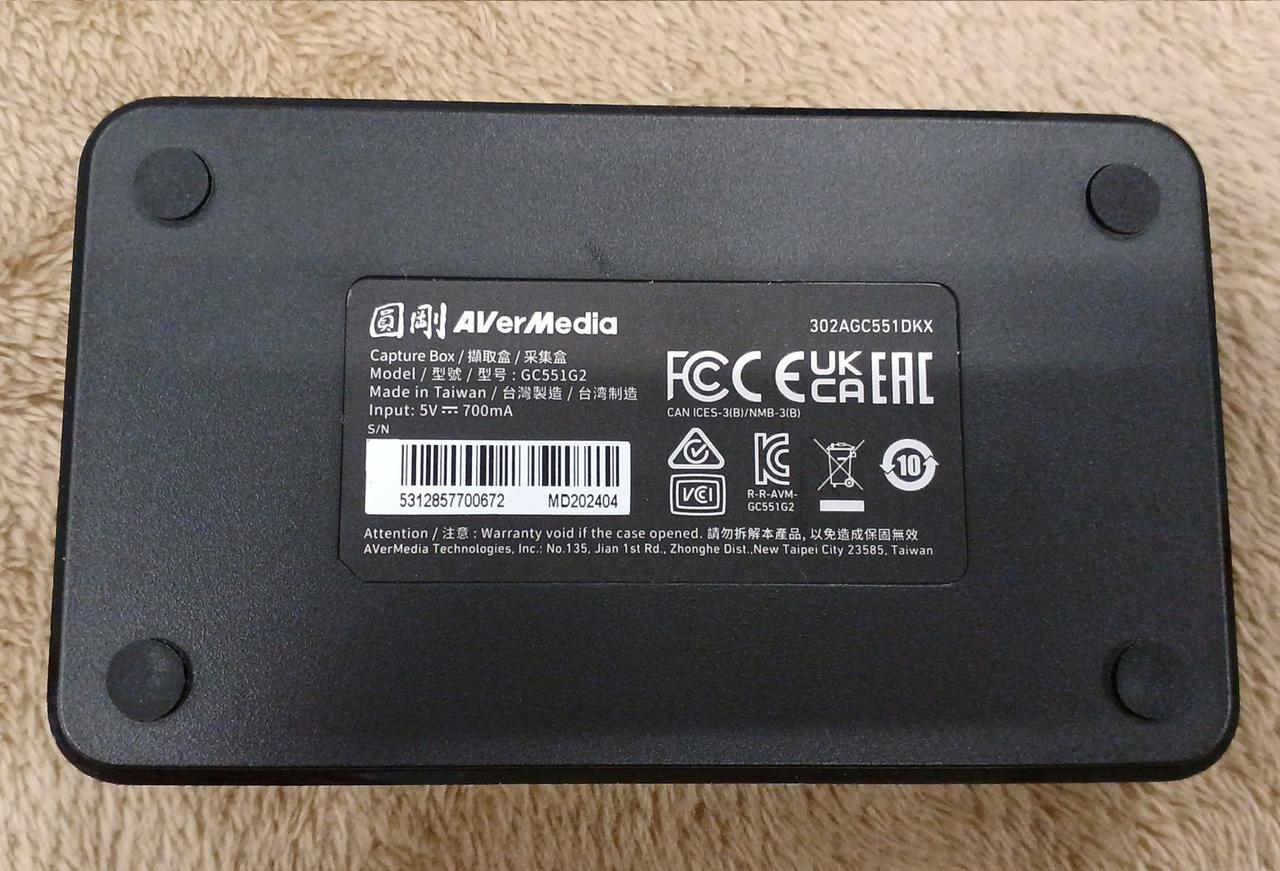 圓剛 AVerMedia
302AGC551DKX
Capture Box / 擷取盒 / 采集盒
Model / 型號 / 型号 : GC551G2
Made in Taiwan / 台灣製造 / 台湾制造
Input: 5V ⎓ 700mA
FCC CE UK CA EAC
CAN ICES-3(B)/NMB-3(B)
S/N
5312857700672 MD202404
VCI
R-R-AVM-
GC551G2
10
Attention / 注意 : Warranty void if the case opened. 請勿拆解本產品, 以免造成保固無效
AVerMedia Technologies, Inc.: No.135, Jian 1st Rd., Zhonghe Dist.,New Taipei City 23585, Taiwan